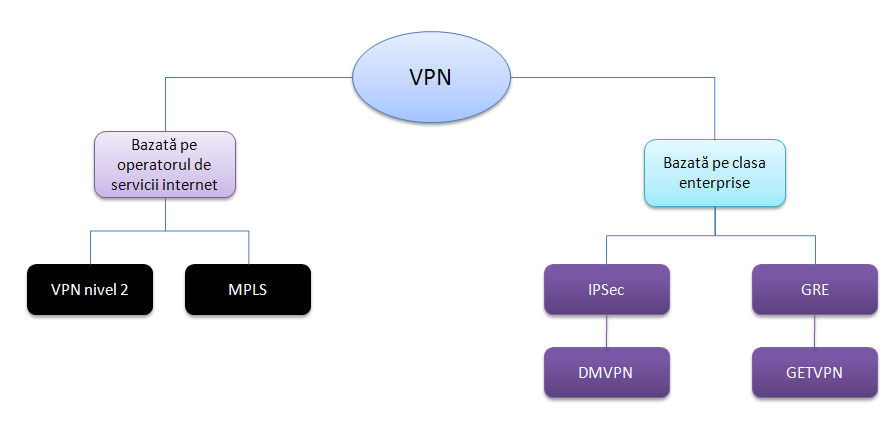 VPN
Bazată pe
operatorul de
servicii internet
Bazată pe clasa
enterprise
VPN nivel 2
MPLS
IPSec
GRE
DMVPN
GETVPN